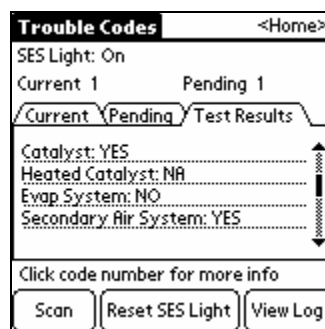 Trouble Codes <Home>
SES Light: On
Current 1 Pending 1
Current Pending Test Results
Catalyst: YES
Heated Catalyst: NA
Evap System: NO
Secondary Air System: YES
Click code number for more info
Scan Reset SES Light View Log